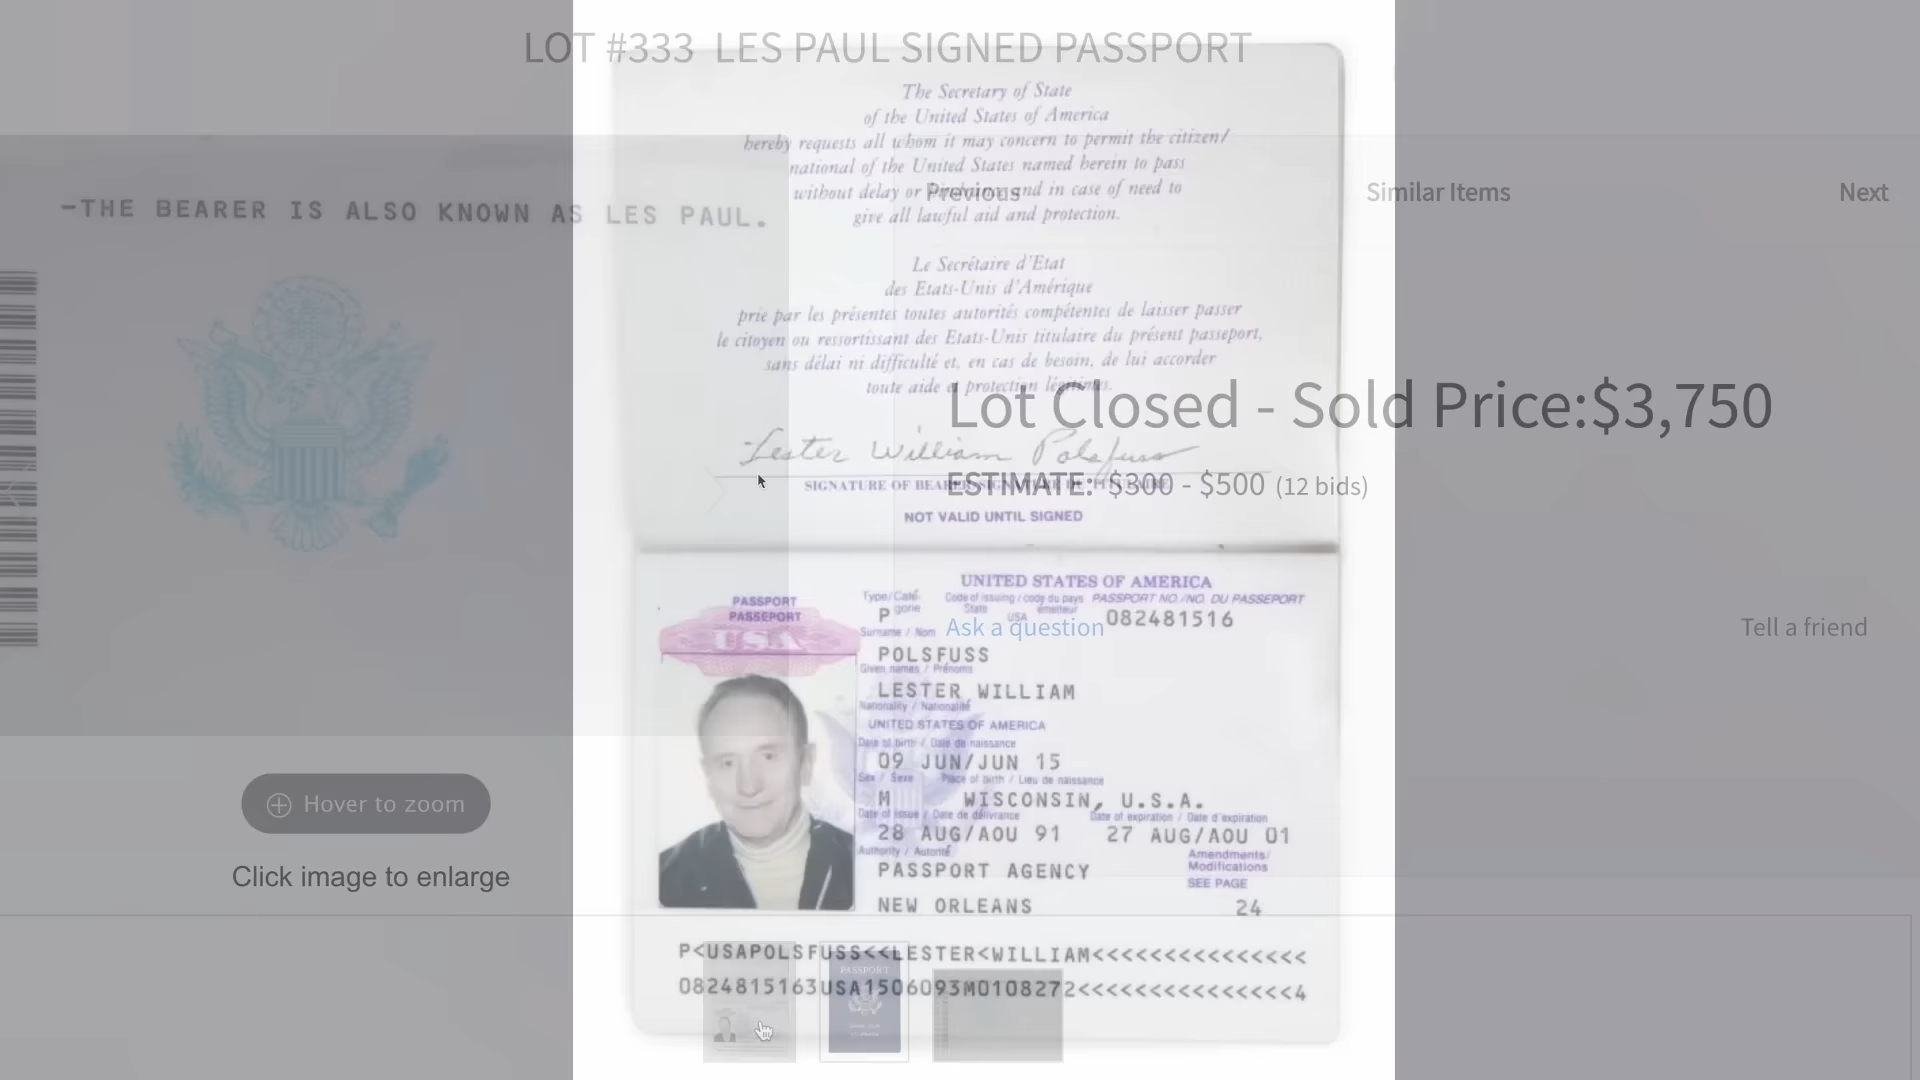 LOT #333 LES PAUL SIGNED PASSPORT
The Secretary of State
of the United States of America
hereby requests all whom it may concern to permit the citizen/
national of the United States named herein to pass
without delay or hindrance and in case of need to
give all lawful aid and protection.
Previous
Similar Items
Next
-THE BEARER IS ALSO KNOWN AS LES PAUL.
Le Secrétaire d'Etat
des Etats-Unis d'Amérique
prie par les présentes toutes autorités compétentes de laisser passer
le citoyen ou ressortissant des Etats-Unis titulaire du présent passeport,
sans délai ni difficulté et, en cas de besoin, de lui accorder
toute aide et protection légitimes.
Lot Closed - Sold Price:$3,750
Lester William Polsfuss
SIGNATURE OF BEARER/SIGNATURE DU TITULAIRE
ESTIMATE: $300 - $500 (12 bids)
NOT VALID UNTIL SIGNED
UNITED STATES OF AMERICA
PASSPORT
PASSEPORT
USA
Type/Caté-gorie
P
Code of issuing / code du pays
State émetteur
USA
PASSPORT NO./NO. DU PASSEPORT
082481516
Ask a question
Tell a friend
Surname / Nom
POLSFUSS
Given names / Prénoms
LESTER WILLIAM
Nationality / Nationalité
UNITED STATES OF AMERICA
Date of birth / Date de naissance
09 JUN/JUN 15
Sex / Sexe
Place of birth / Lieu de naissance
M
WISCONSIN, U.S.A.
Date of issue / Date de délivrance
Date of expiration / Date d'expiration
28 AUG/AOU 91
27 AUG/AOU 01
Authority / Autorité
PASSPORT AGENCY
NEW ORLEANS
Amendments/
Modifications
SEE PAGE
24
Hover to zoom
Click image to enlarge
P<USAPOLSFUSS<<LESTER<WILLIAM<<<<<<<<<<<<<<<
0824815163USA1506093M0108272<<<<<<<<<<<<<<<4
PASSPORT